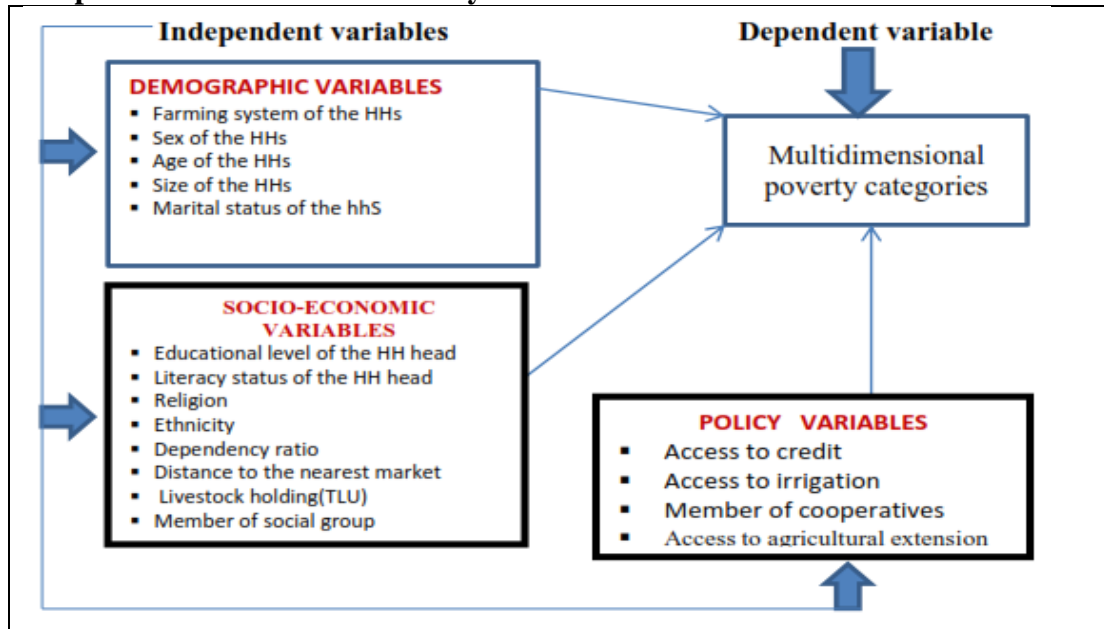 Independent variables
Dependent variable
DEMOGRAPHIC VARIABLES
▪ Farming system of the HHs
▪ Sex of the HHs
▪ Age of the HHs
▪ Size of the HHs
▪ Marital status of the hhS
Multidimensional
poverty categories
SOCIO-ECONOMIC
VARIABLES
▪ Educational level of the HH head
▪ Literacy status of the HH head
▪ Religion
▪ Ethnicity
▪ Dependency ratio
▪ Distance to the nearest market
▪ Livestock holding(TLU)
▪ Member of social group
POLICY VARIABLES
▪ Access to credit
▪ Access to irrigation
▪ Member of cooperatives
▪ Access to agricultural extension